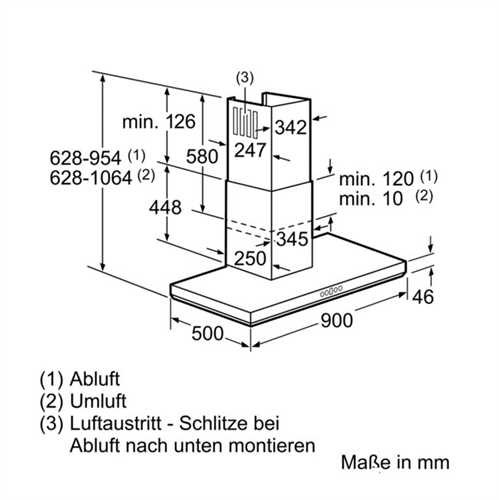 (3)
min. 126
342
580
247
628-954 (1)
628-1064 (2)
min. 120 (1)
min. 10 (2)
448
345
250
46
500
900
(1) Abluft
(2) Umluft
(3) Luftaustritt - Schlitze bei
Abluft nach unten montieren
Maße in mm